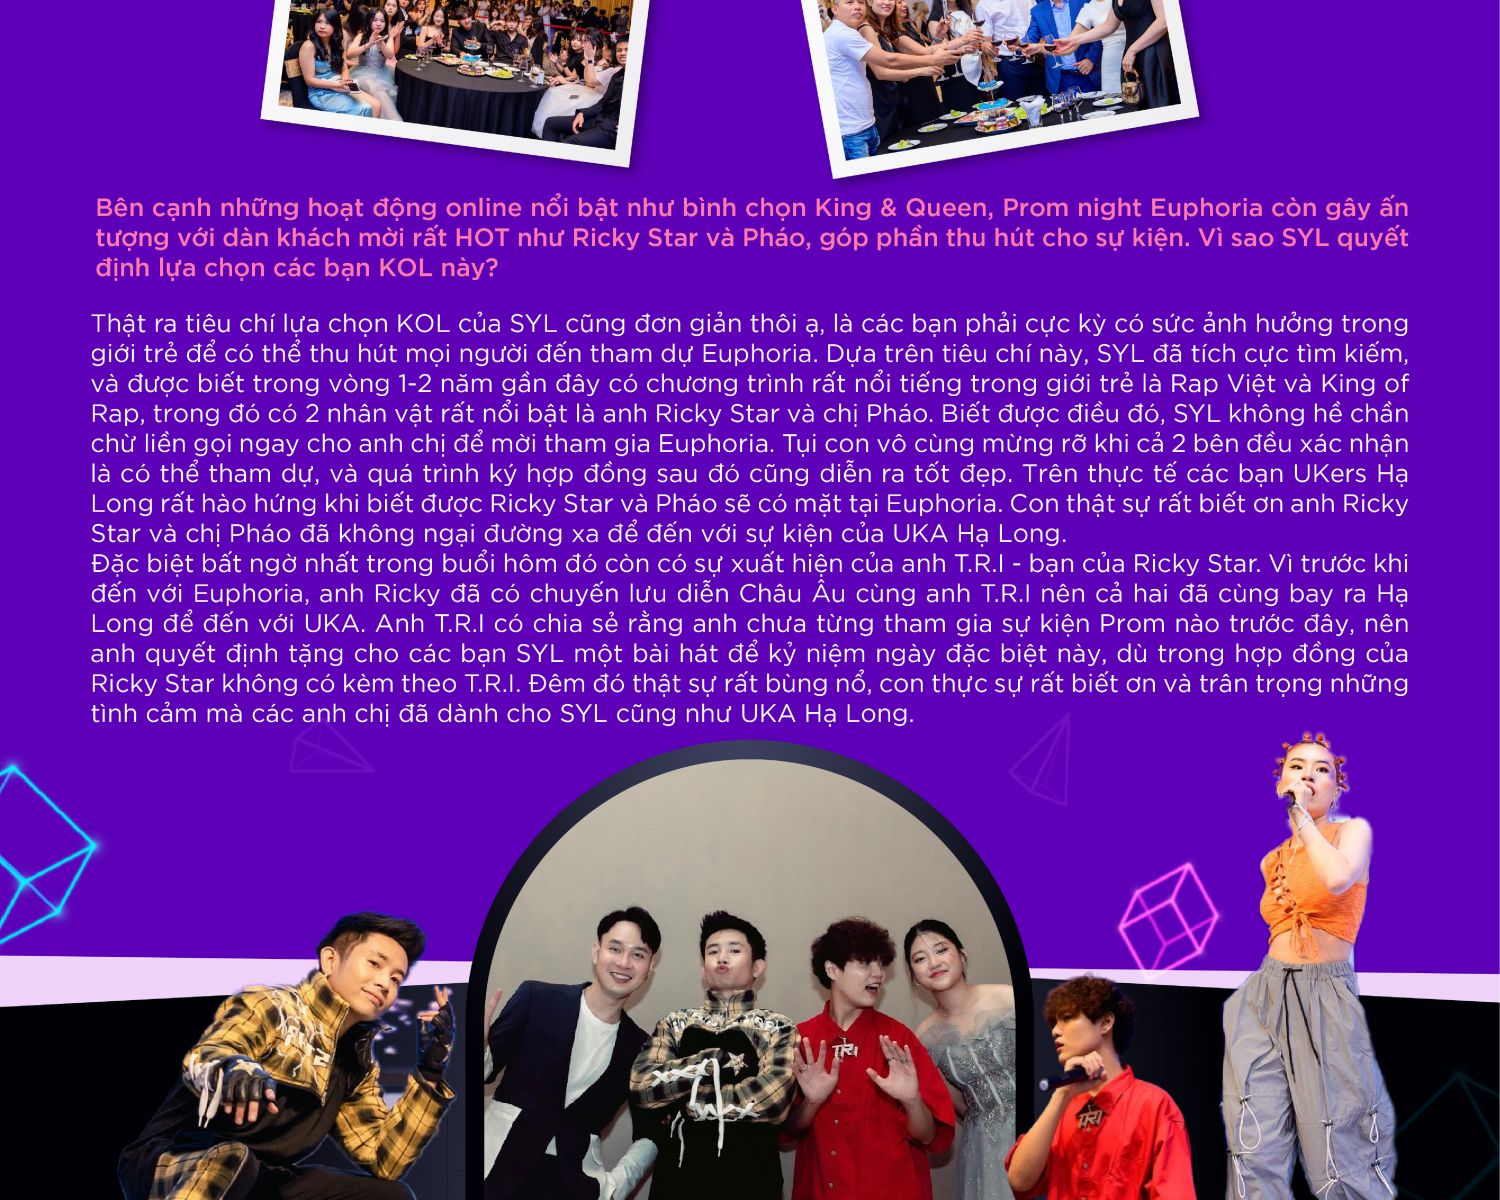 Bên cạnh những hoạt động online nổi bật như bình chọn King & Queen, Prom night Euphoria còn gây ấn
tượng với dàn khách mời rất HOT như Ricky Star và Pháo, góp phần thu hút cho sự kiện. Vì sao SYL quyết
định lựa chọn các bạn KOL này?
Thật ra tiêu chí lựa chọn KOL của SYL cũng đơn giản thôi ạ, là các bạn phải cực kỳ có sức ảnh hưởng trong
giới trẻ để có thể thu hút mọi người đến tham dự Euphoria. Dựa trên tiêu chí này, SYL đã tích cực tìm kiếm,
và được biết trong vòng 1-2 năm gần đây có chương trình rất nổi tiếng trong giới trẻ là Rap Việt và King of
Rap, trong đó có 2 nhân vật rất nổi bật là anh Ricky Star và chị Pháo. Biết được điều đó, SYL không hề chần
chừ liền gọi ngay cho anh chị để mời tham gia Euphoria. Tụi con vô cùng mừng rỡ khi cả 2 bên đều xác nhận
là có thể tham dự, và quá trình ký hợp đồng sau đó cũng diễn ra tốt đẹp. Trên thực tế các bạn UKers Hạ
Long rất hào hứng khi biết được Ricky Star và Pháo sẽ có mặt tại Euphoria. Con thật sự rất biết ơn anh Ricky
Star và chị Pháo đã không ngại đường xa để đến với sự kiện của UKA Hạ Long.
Đặc biệt bất ngờ nhất trong buổi hôm đó còn có sự xuất hiện của anh T.R.I - bạn của Ricky Star. Vì trước khi
đến với Euphoria, anh Ricky đã có chuyến lưu diễn Châu Âu cùng anh T.R.I nên cả hai đã cùng bay ra Hạ
Long để đến với UKA. Anh T.R.I có chia sẻ rằng anh chưa từng tham gia sự kiện Prom nào trước đây, nên
anh quyết định tặng cho các bạn SYL một bài hát để kỷ niệm ngày đặc biệt này, dù trong hợp đồng của
Ricky Star không có kèm theo T.R.I. Đêm đó thật sự rất bùng nổ, con thực sự rất biết ơn và trân trọng những
tình cảm mà các anh chị đã dành cho SYL cũng như UKA Hạ Long.
TRI
TRI